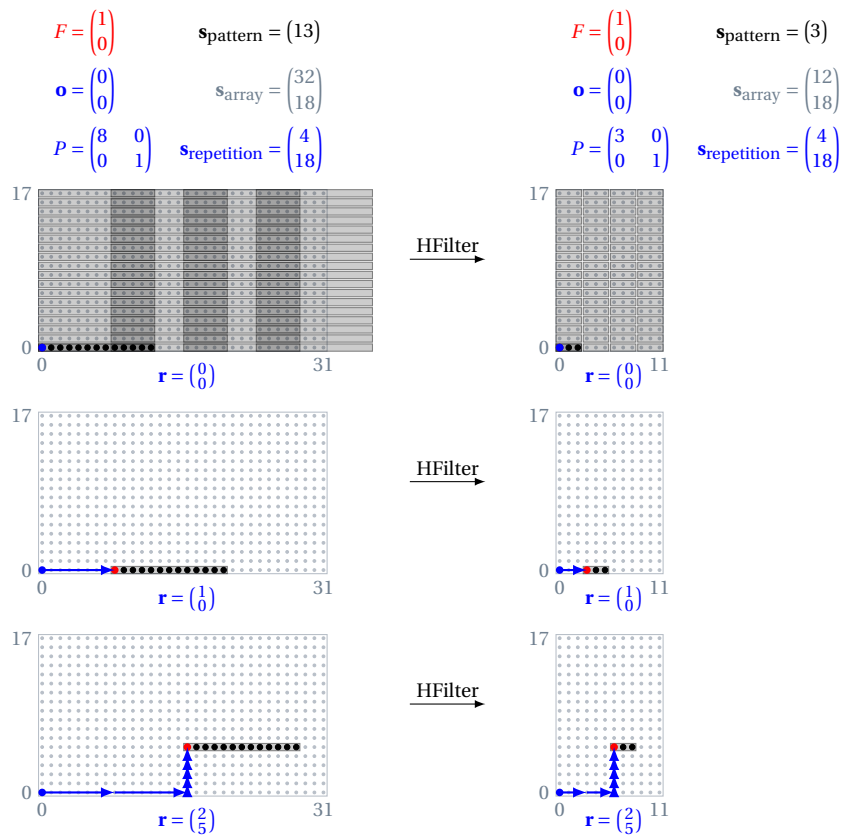 F = (1 0) s_pattern = (13) F = (1 0) s_pattern = (3)
o = (0 0) s_array = (32 18) o = (0 0) s_array = (12 18)
P = (8 0 0 1) s_repetition = (4 18) P = (3 0 0 1) s_repetition = (4 18)
17 17
HFilter
0 0
0 31 0 11
r = (0 0) r = (0 0)
17 17
HFilter
0 0
0 31 0 11
r = (1 0) r = (1 0)
17 17
HFilter
0 0
0 31 0 11
r = (2 5) r = (2 5)